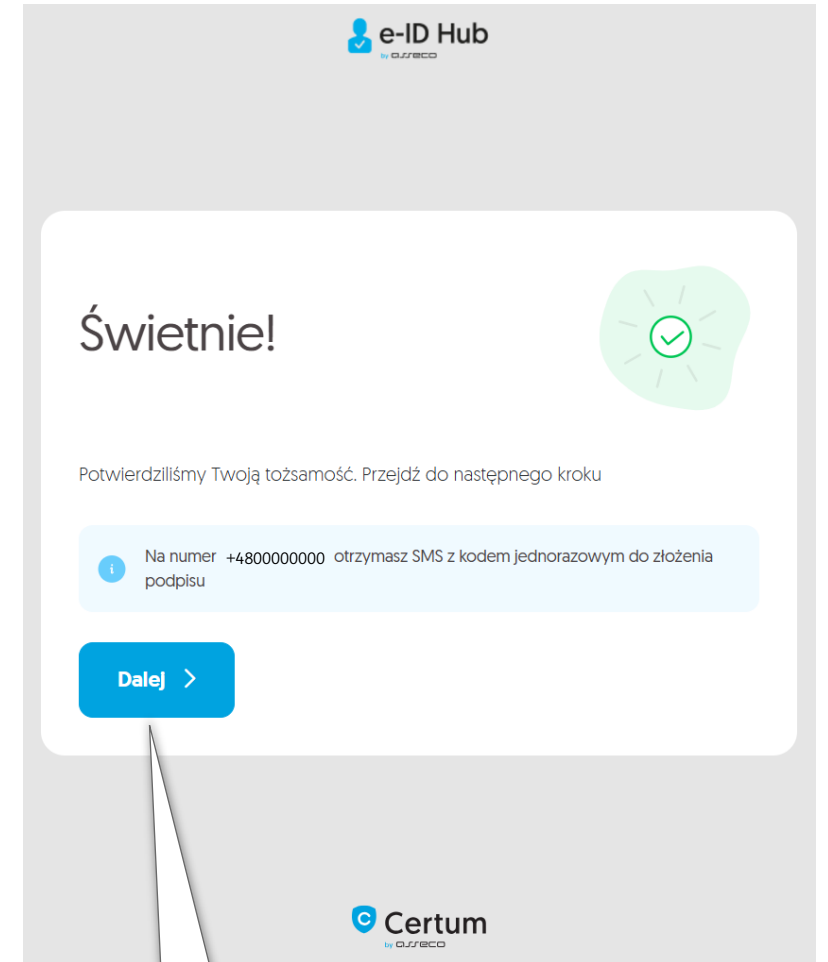 e-ID Hub
by asseco
Świetnie!
Potwierdziliśmy Twoją tożsamość. Przejdź do następnego kroku
i
Na numer +4800000000 otrzymasz SMS z kodem jednorazowym do złożenia
podpisu
Dalej
C
Certum
by asseco